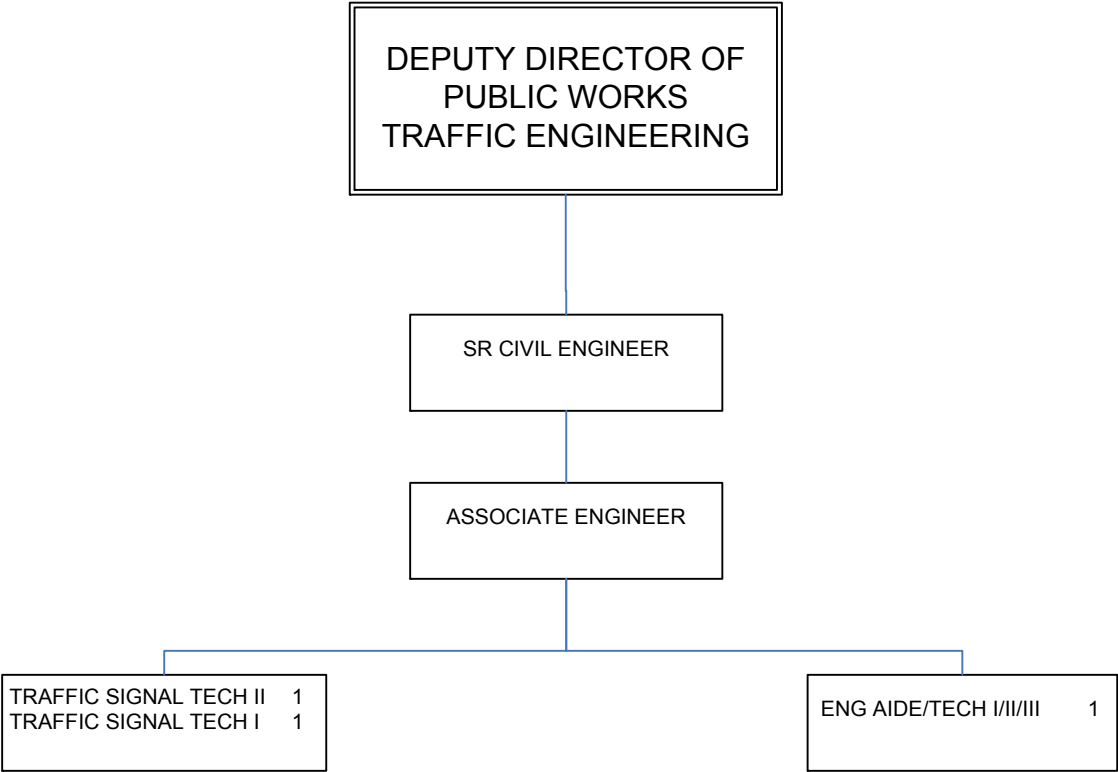 DEPUTY DIRECTOR OF
PUBLIC WORKS
TRAFFIC ENGINEERING
SR CIVIL ENGINEER
ASSOCIATE ENGINEER
TRAFFIC SIGNAL TECH II 1
TRAFFIC SIGNAL TECH I 1
ENG AIDE/TECH I/II/III 1